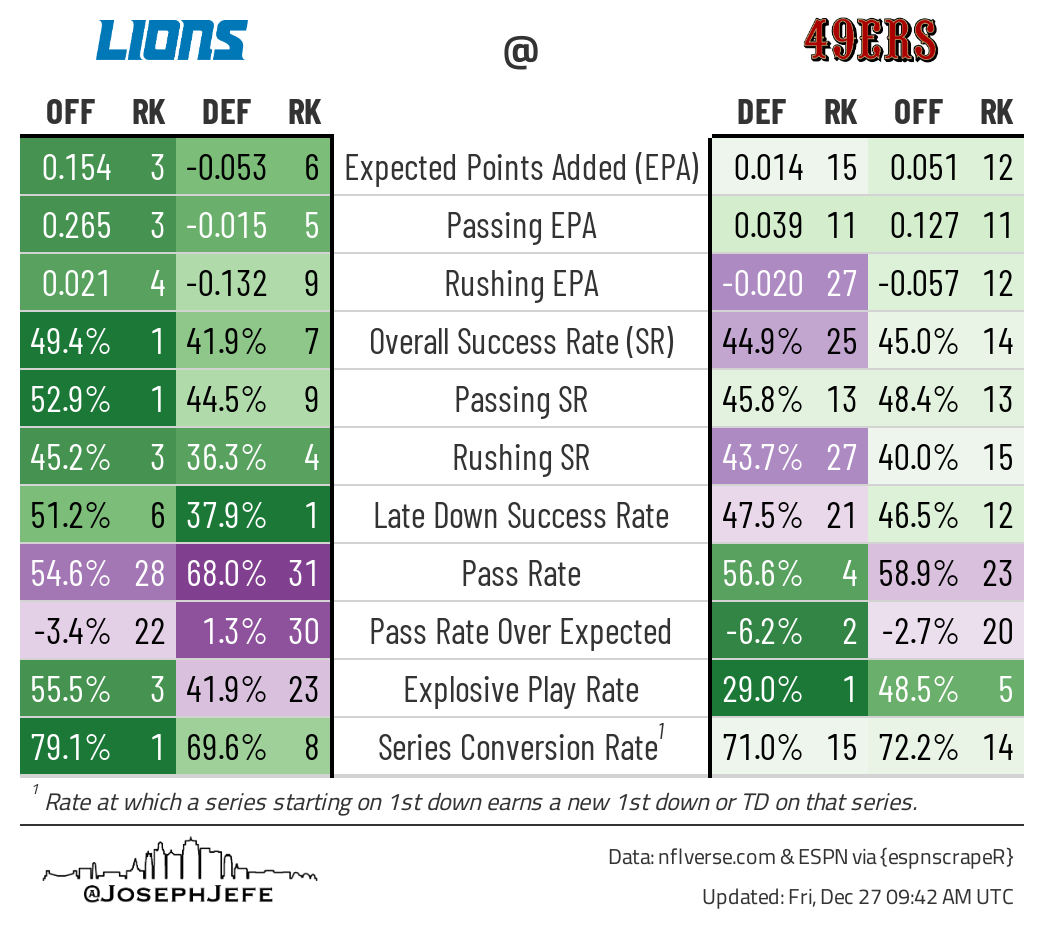 LIONS @ 49ERS
OFF RK DEF RK DEF RK OFF RK
0.154 3 -0.053 6 Expected Points Added (EPA) 0.014 15 0.051 12
0.265 3 -0.015 5 Passing EPA 0.039 11 0.127 11
0.021 4 -0.132 9 Rushing EPA -0.020 27 -0.057 12
49.4% 1 41.9% 7 Overall Success Rate (SR) 44.9% 25 45.0% 14
52.9% 1 44.5% 9 Passing SR 45.8% 13 48.4% 13
45.2% 3 36.3% 4 Rushing SR 43.7% 27 40.0% 15
51.2% 6 37.9% 1 Late Down Success Rate 47.5% 21 46.5% 12
54.6% 28 68.0% 31 Pass Rate 56.6% 4 58.9% 23
-3.4% 22 1.3% 30 Pass Rate Over Expected -6.2% 2 -2.7% 20
55.5% 3 41.9% 23 Explosive Play Rate 29.0% 1 48.5% 5
79.1% 1 69.6% 8 Series Conversion Rate1 71.0% 15 72.2% 14
1 Rate at which a series starting on 1st down earns a new 1st down or TD on that series.
@JOSEPHJEFE
Data: nflverse.com & ESPN via {espnscrapeR}
Updated: Fri, Dec 27 09:42 AM UTC